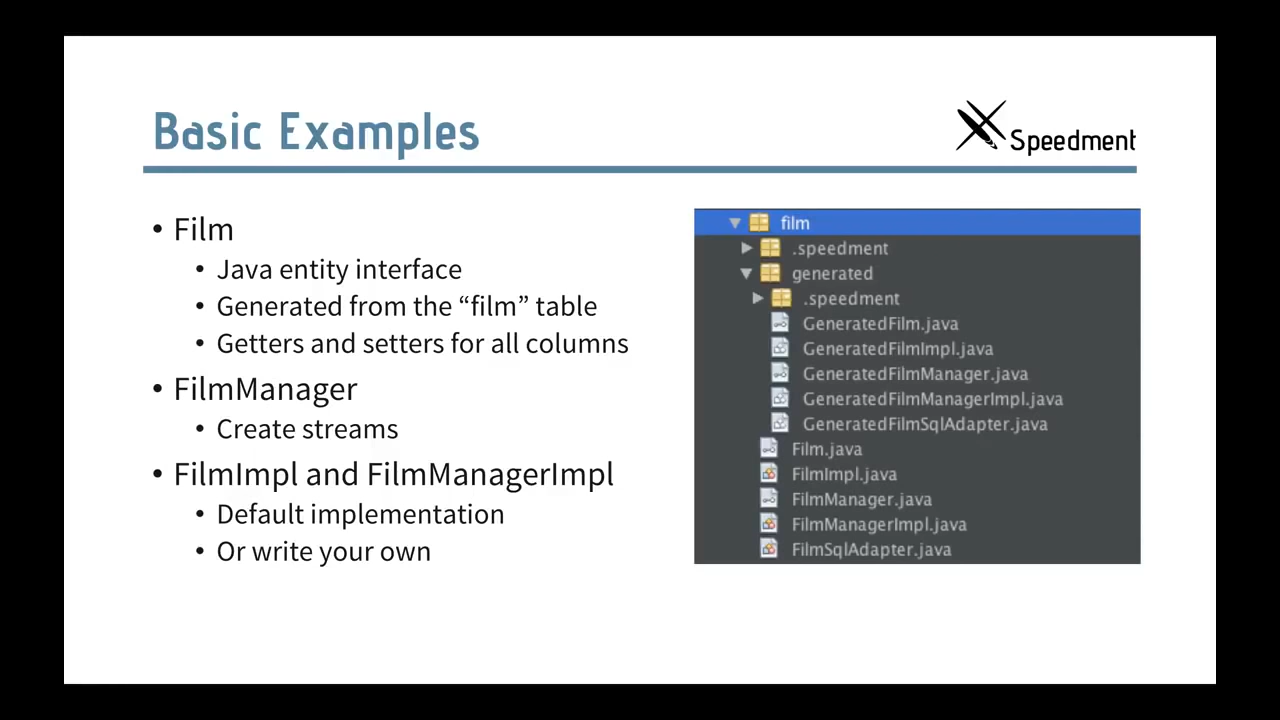 Basic Examples
Speedment
• Film
• Java entity interface
• Generated from the “film” table
• Getters and setters for all columns
• FilmManager
• Create streams
• FilmImpl and FilmManagerImpl
• Default implementation
• Or write your own
film
.speedment
generated
.speedment
GeneratedFilm.java
GeneratedFilmImpl.java
GeneratedFilmManager.java
GeneratedFilmManagerImpl.java
GeneratedFilmSqlAdapter.java
Film.java
FilmImpl.java
FilmManager.java
FilmManagerImpl.java
FilmSqlAdapter.java